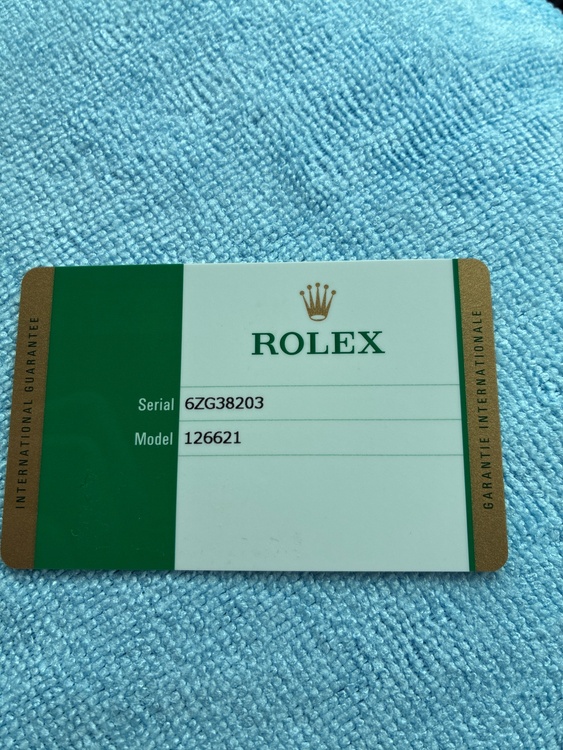 INTERNATIONAL GUARANTEE
ROLEX
Serial 6ZG38203
Model 126621
GARANTIE INTERNATIONALE